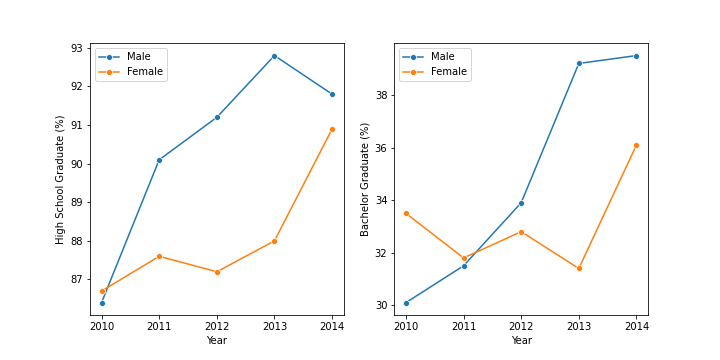 Male
Female
High School Graduate (%)
93
92
91
90
89
88
87
2010 2011 2012 2013 2014
Year
Male
Female
Bachelor Graduate (%)
38
36
34
32
30
2010 2011 2012 2013 2014
Year